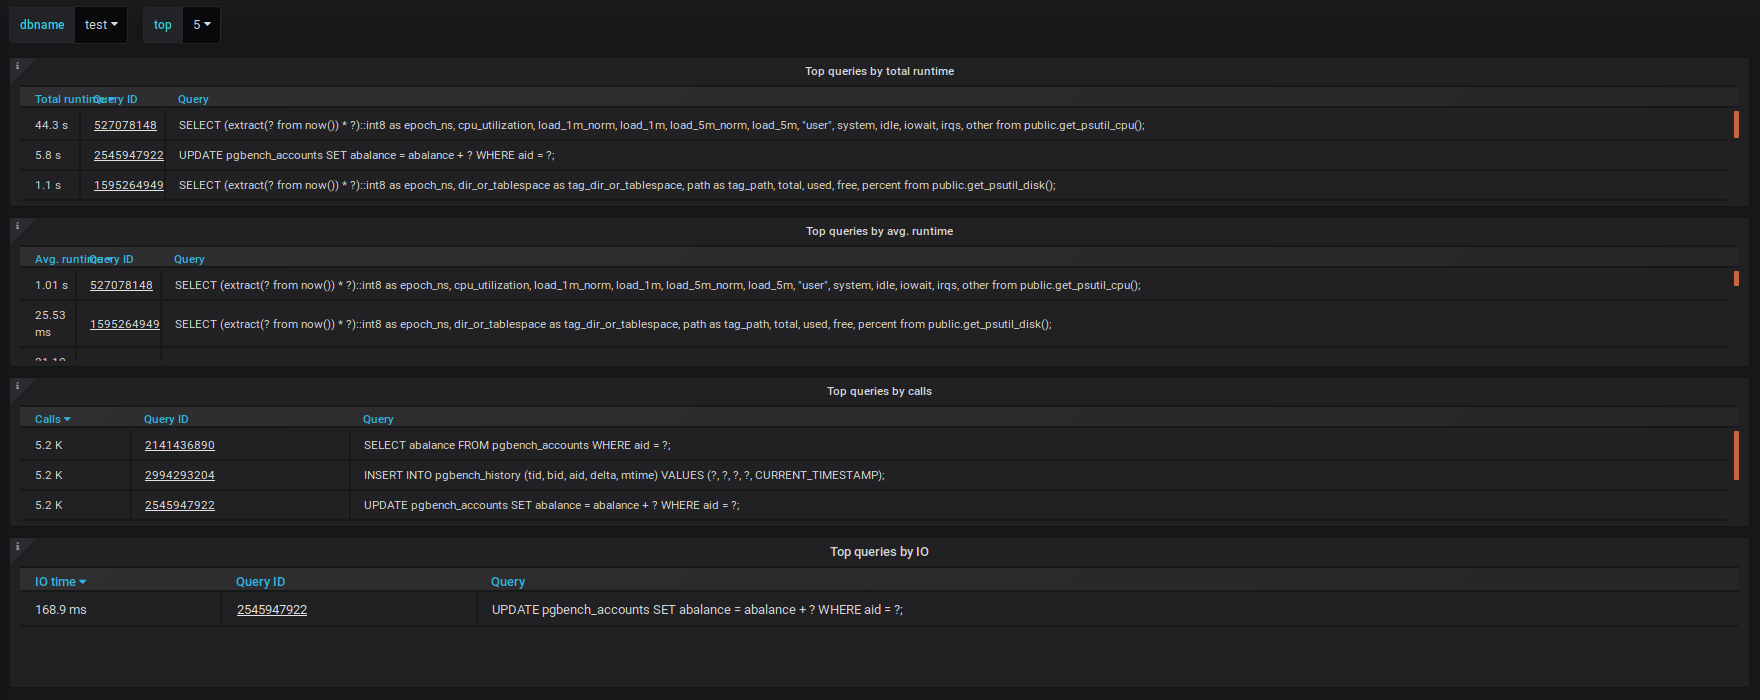 dbname test top 5
i
Top queries by total runtime
Total runtime Query ID Query
44.3 s 527078148 SELECT (extract(? from now()) * ?)::int8 as epoch_ns, cpu_utilization, load_1m_norm, load_1m, load_5m_norm, load_5m, "user", system, idle, iowait, irqs, other from public.get_psutil_cpu();
5.8 s 2545947922 UPDATE pgbench_accounts SET abalance = abalance + ? WHERE aid = ?;
1.1 s 1595264949 SELECT (extract(? from now()) * ?)::int8 as epoch_ns, dir_or_tablespace as tag_dir_or_tablespace, path as tag_path, total, used, free, percent from public.get_psutil_disk();
i
Top queries by avg. runtime
Avg. runtime Query ID Query
1.01 s 527078148 SELECT (extract(? from now()) * ?)::int8 as epoch_ns, cpu_utilization, load_1m_norm, load_1m, load_5m_norm, load_5m, "user", system, idle, iowait, irqs, other from public.get_psutil_cpu();
25.53
ms 1595264949 SELECT (extract(? from now()) * ?)::int8 as epoch_ns, dir_or_tablespace as tag_dir_or_tablespace, path as tag_path, total, used, free, percent from public.get_psutil_disk();
i
Top queries by calls
Calls Query ID Query
5.2 K 2141436890 SELECT abalance FROM pgbench_accounts WHERE aid = ?;
5.2 K 2994293204 INSERT INTO pgbench_history (tid, bid, aid, delta, mtime) VALUES (?, ?, ?, ?, CURRENT_TIMESTAMP);
5.2 K 2545947922 UPDATE pgbench_accounts SET abalance = abalance + ? WHERE aid = ?;
i
Top queries by IO
IO time Query ID Query
168.9 ms 2545947922 UPDATE pgbench_accounts SET abalance = abalance + ? WHERE aid = ?;